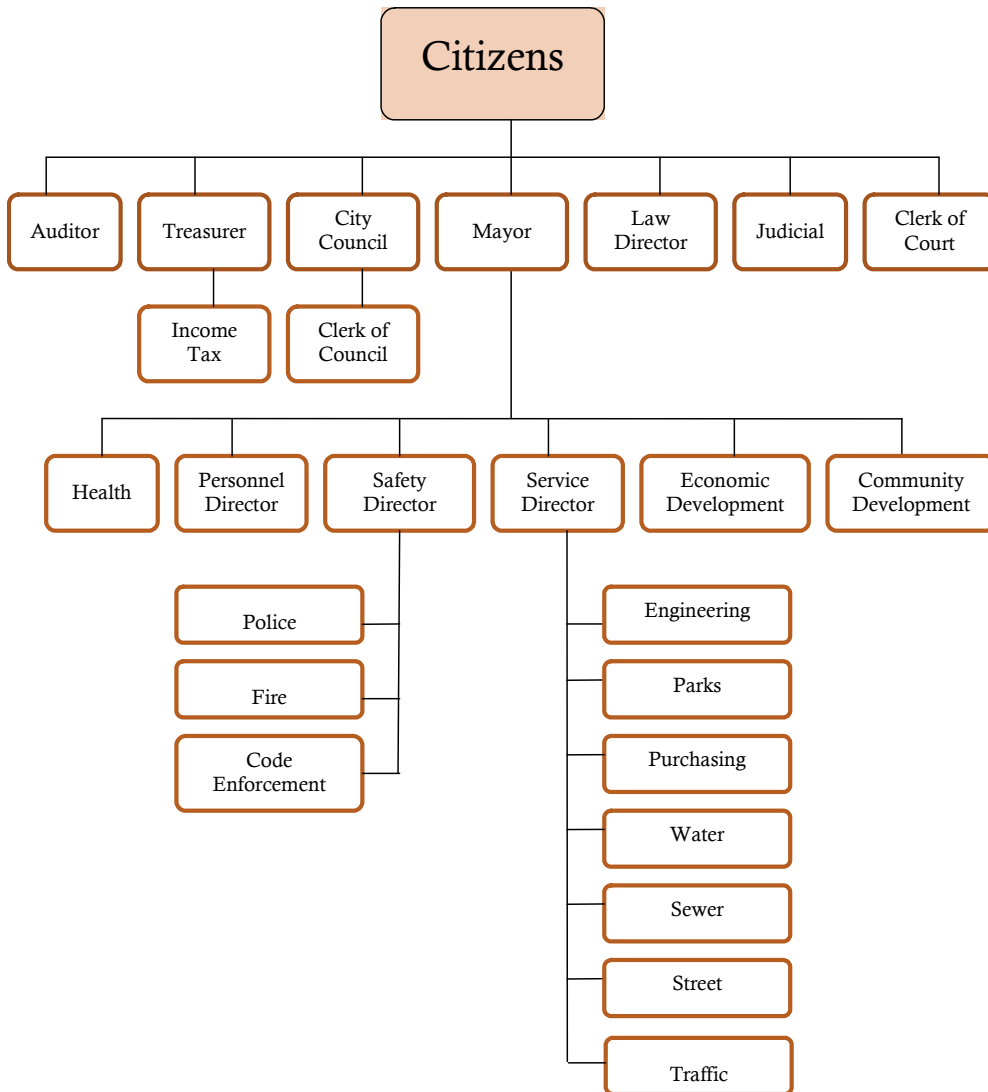 Citizens
Auditor
Treasurer
City
Council
Mayor
Law
Director
Judicial
Clerk of
Court
Income
Tax
Clerk of
Council
Health
Personnel
Director
Safety
Director
Service
Director
Economic
Development
Community
Development
Police
Fire
Code
Enforcement
Engineering
Parks
Purchasing
Water
Sewer
Street
Traffic